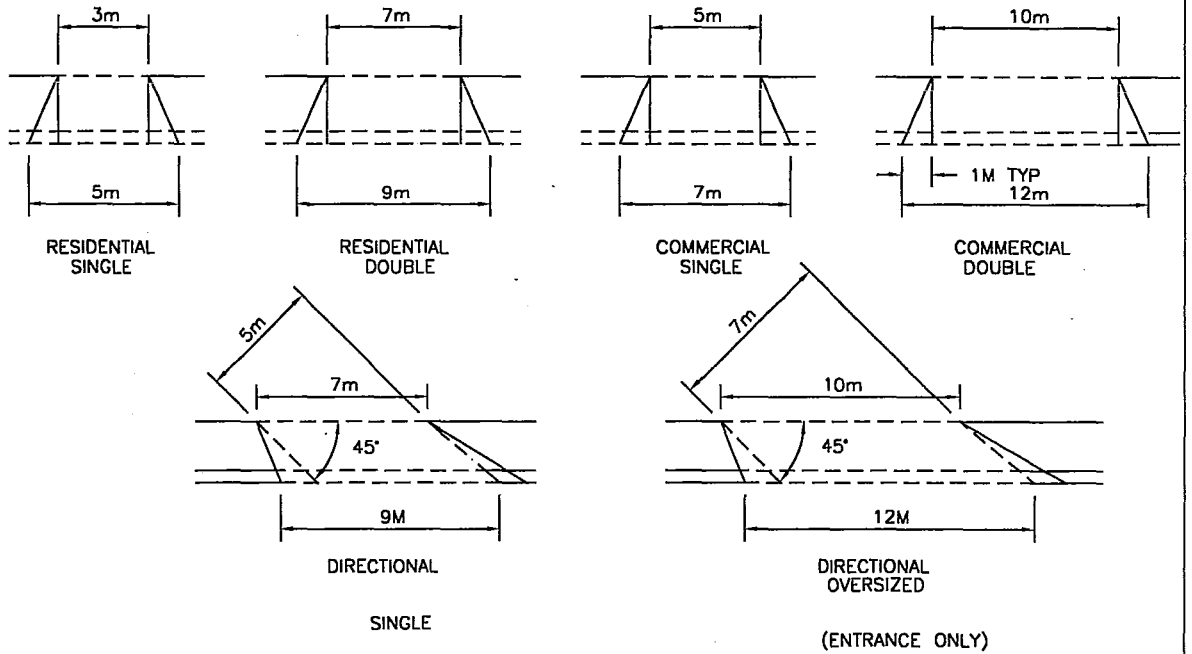 3m
7m
5m
10m
1M TYP
5m
9m
7m
12m
RESIDENTIAL
SINGLE
RESIDENTIAL
DOUBLE
COMMERCIAL
SINGLE
COMMERCIAL
DOUBLE
5m
7m
7m
10m
45°
45°
9M
12M
DIRECTIONAL
SINGLE
DIRECTIONAL
OVERSIZED
(ENTRANCE ONLY)